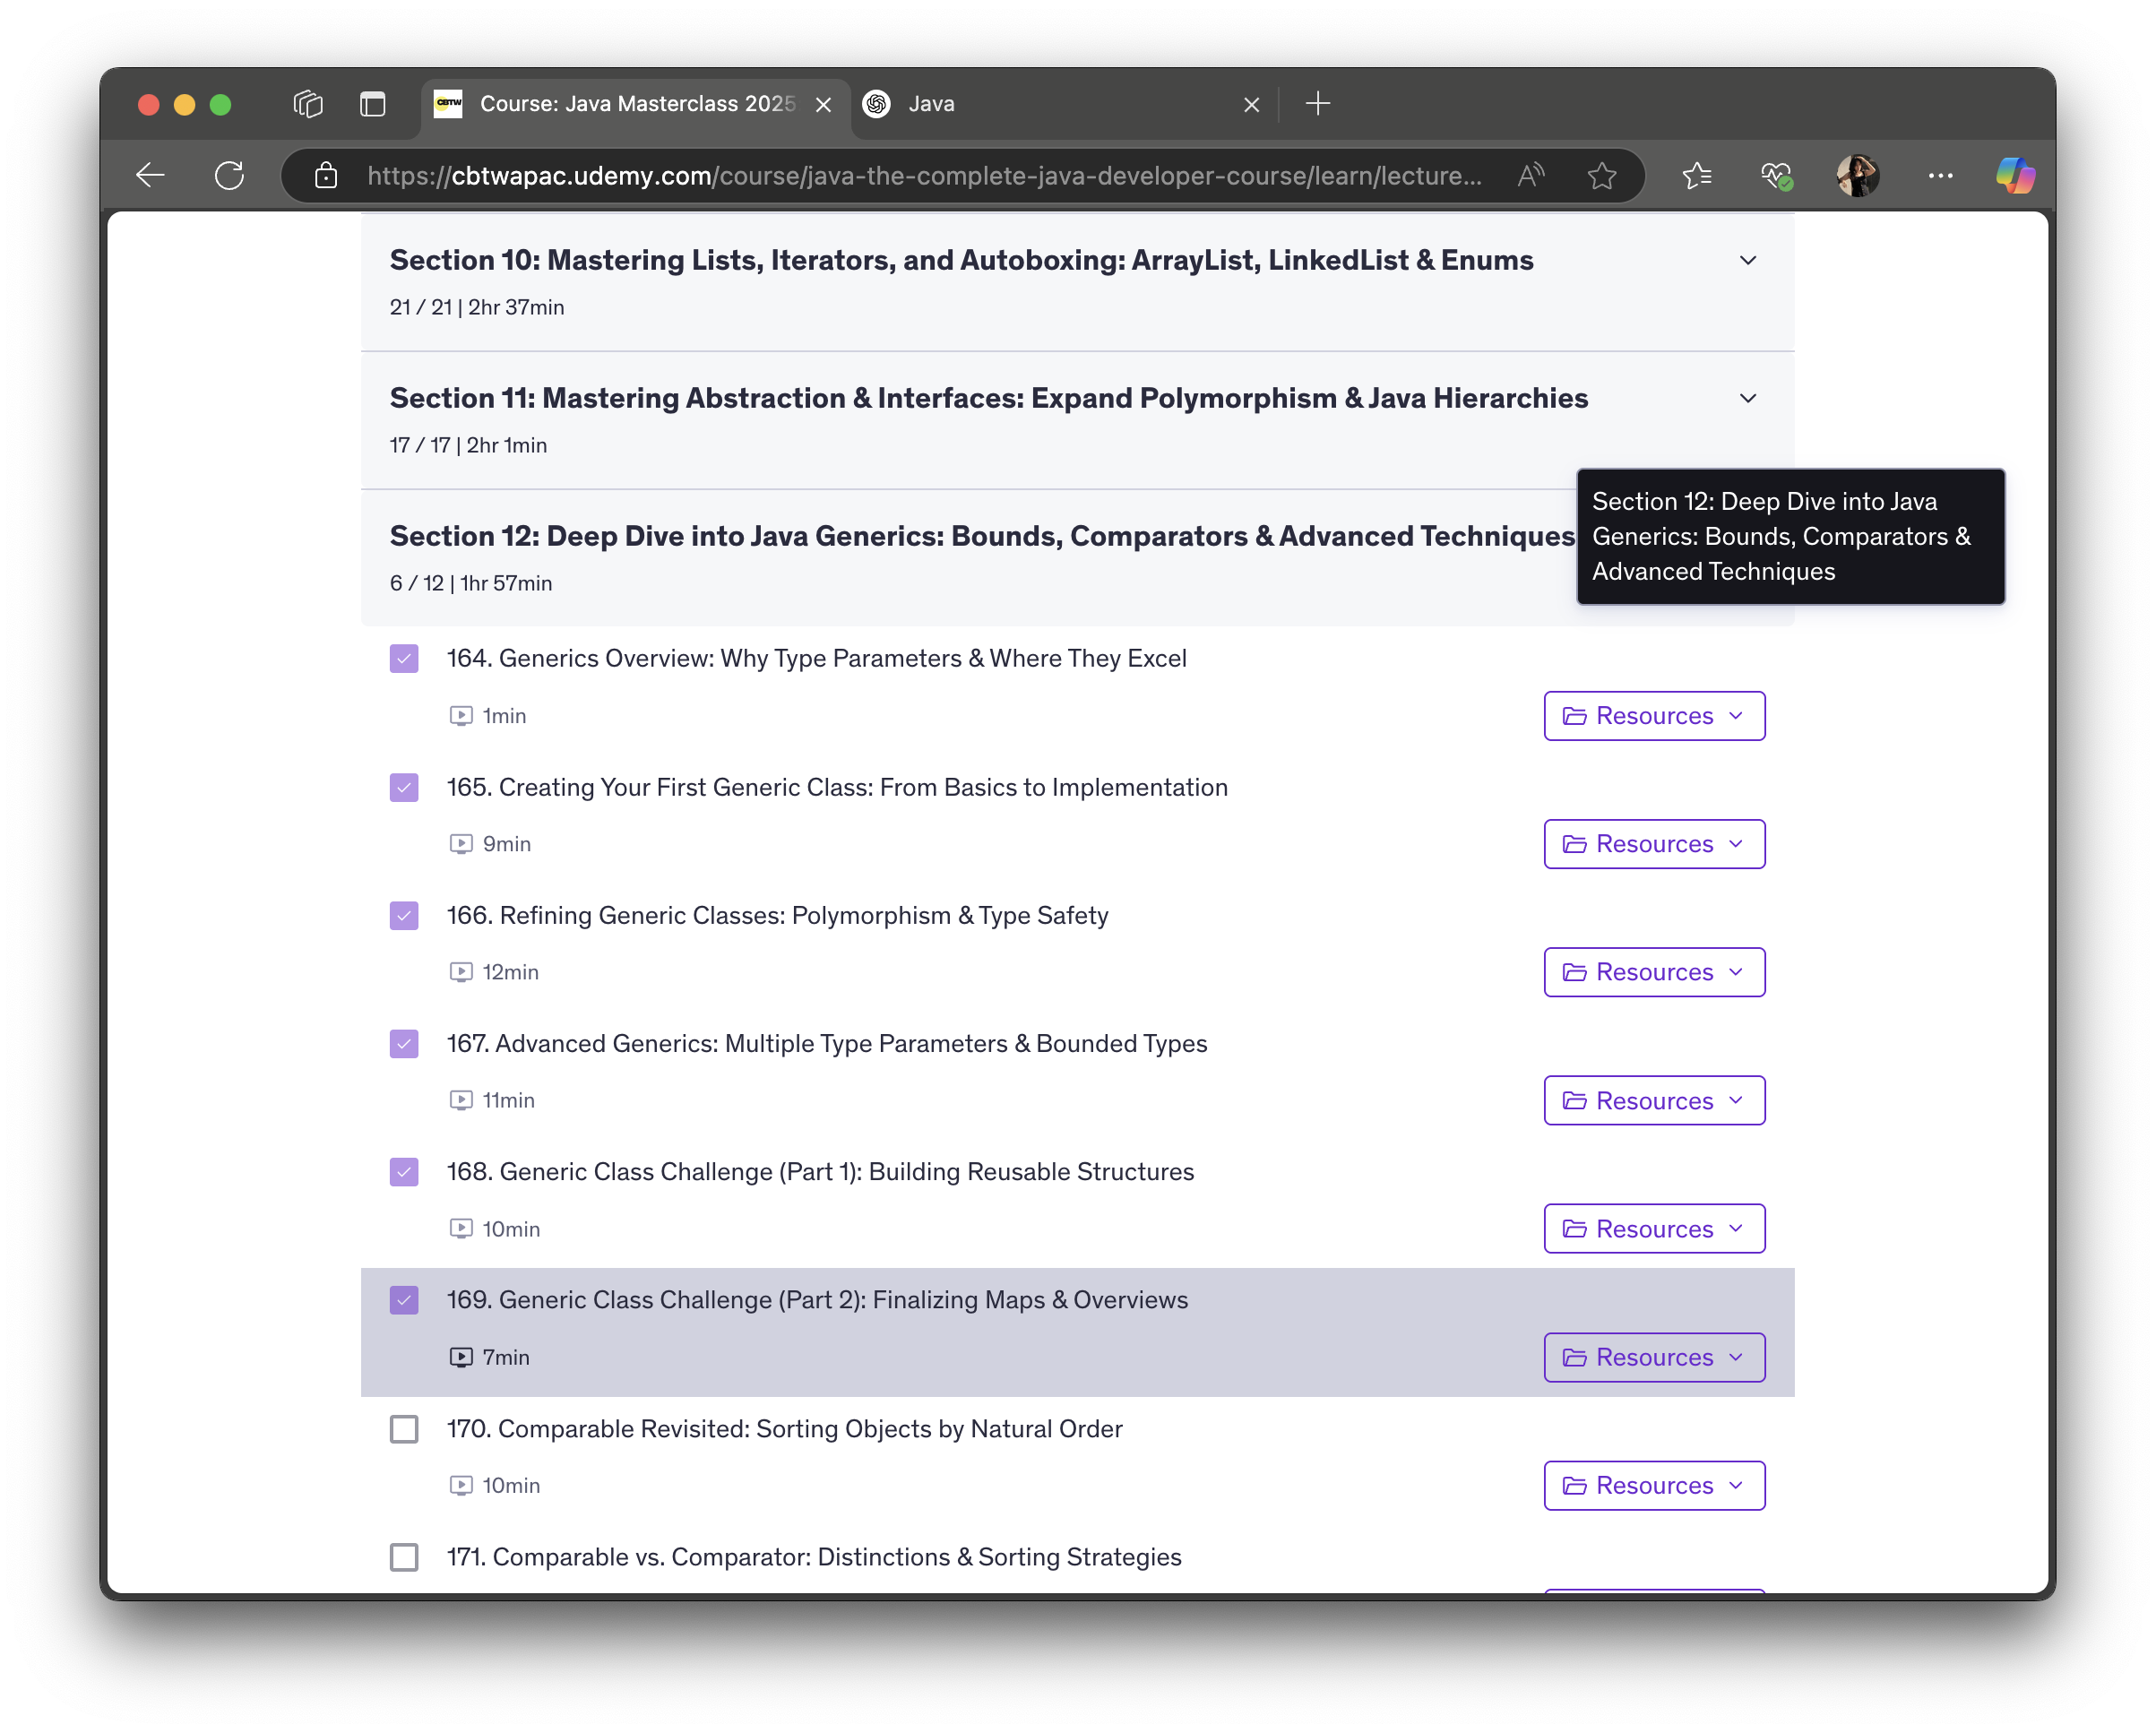 CBTW
Course: Java Masterclass 2025
Java
https://cbtwapac.udemy.com/course/java-the-complete-java-developer-course/learn/lecture...
Section 10: Mastering Lists, Iterators, and Autoboxing: ArrayList, LinkedList & Enums
21 / 21 | 2hr 37min
Section 11: Mastering Abstraction & Interfaces: Expand Polymorphism & Java Hierarchies
17 / 17 | 2hr 1min
Section 12: Deep Dive into Java Generics: Bounds, Comparators & Advanced Techniques
6 / 12 | 1hr 57min
Section 12: Deep Dive into Java
Generics: Bounds, Comparators &
Advanced Techniques
164. Generics Overview: Why Type Parameters & Where They Excel
1min
Resources
165. Creating Your First Generic Class: From Basics to Implementation
9min
Resources
166. Refining Generic Classes: Polymorphism & Type Safety
12min
Resources
167. Advanced Generics: Multiple Type Parameters & Bounded Types
11min
Resources
168. Generic Class Challenge (Part 1): Building Reusable Structures
10min
Resources
169. Generic Class Challenge (Part 2): Finalizing Maps & Overviews
7min
Resources
170. Comparable Revisited: Sorting Objects by Natural Order
10min
Resources
171. Comparable vs. Comparator: Distinctions & Sorting Strategies